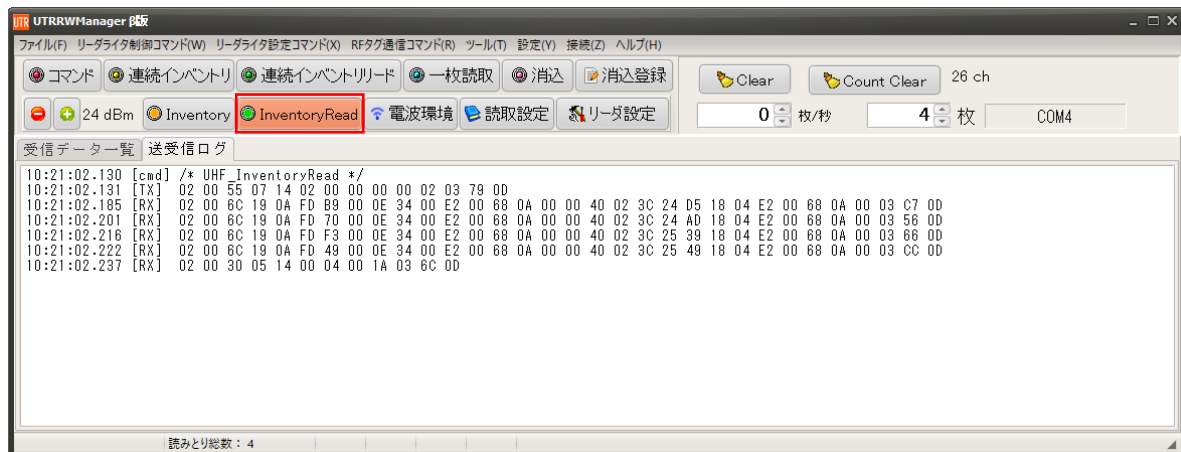 UTR UTRRWManager β版
ファイル(F) リーダライタ制御コマンド(W) リーダライタ設定コマンド(X) RFタグ通信コマンド(R) ツール(T) 設定(Y) 接続(Z) ヘルプ(H)
コマンド 連続インベントリ 連続インベントリリード 一枚読取 消込 消込登録 Clear Count Clear 26 ch
24 dBm Inventory InventoryRead 電波環境 読取設定 リーダ設定 0 枚/秒 4 枚 COM4
受信データ一覧 送受信ログ
10:21:02.130 [cmd] /* UHF_InventoryRead */
10:21:02.131 [TX] 02 00 55 07 14 02 00 00 00 00 02 03 79 0D
10:21:02.185 [RX] 02 00 6C 19 0A FD B9 00 0E 34 00 E2 00 68 0A 00 00 40 02 3C 24 D5 18 04 E2 00 68 0A 00 03 C7 0D
10:21:02.201 [RX] 02 00 6C 19 0A FD 70 00 0E 34 00 E2 00 68 0A 00 00 40 02 3C 24 AD 18 04 E2 00 68 0A 00 03 56 0D
10:21:02.216 [RX] 02 00 6C 19 0A FD F3 00 0E 34 00 E2 00 68 0A 00 00 40 02 3C 25 39 18 04 E2 00 68 0A 00 03 66 0D
10:21:02.222 [RX] 02 00 6C 19 0A FD 49 00 0E 34 00 E2 00 68 0A 00 00 40 02 3C 25 49 18 04 E2 00 68 0A 00 03 CC 0D
10:21:02.237 [RX] 02 00 30 05 14 00 04 00 1A 03 6C 0D
読みとり総数: 4